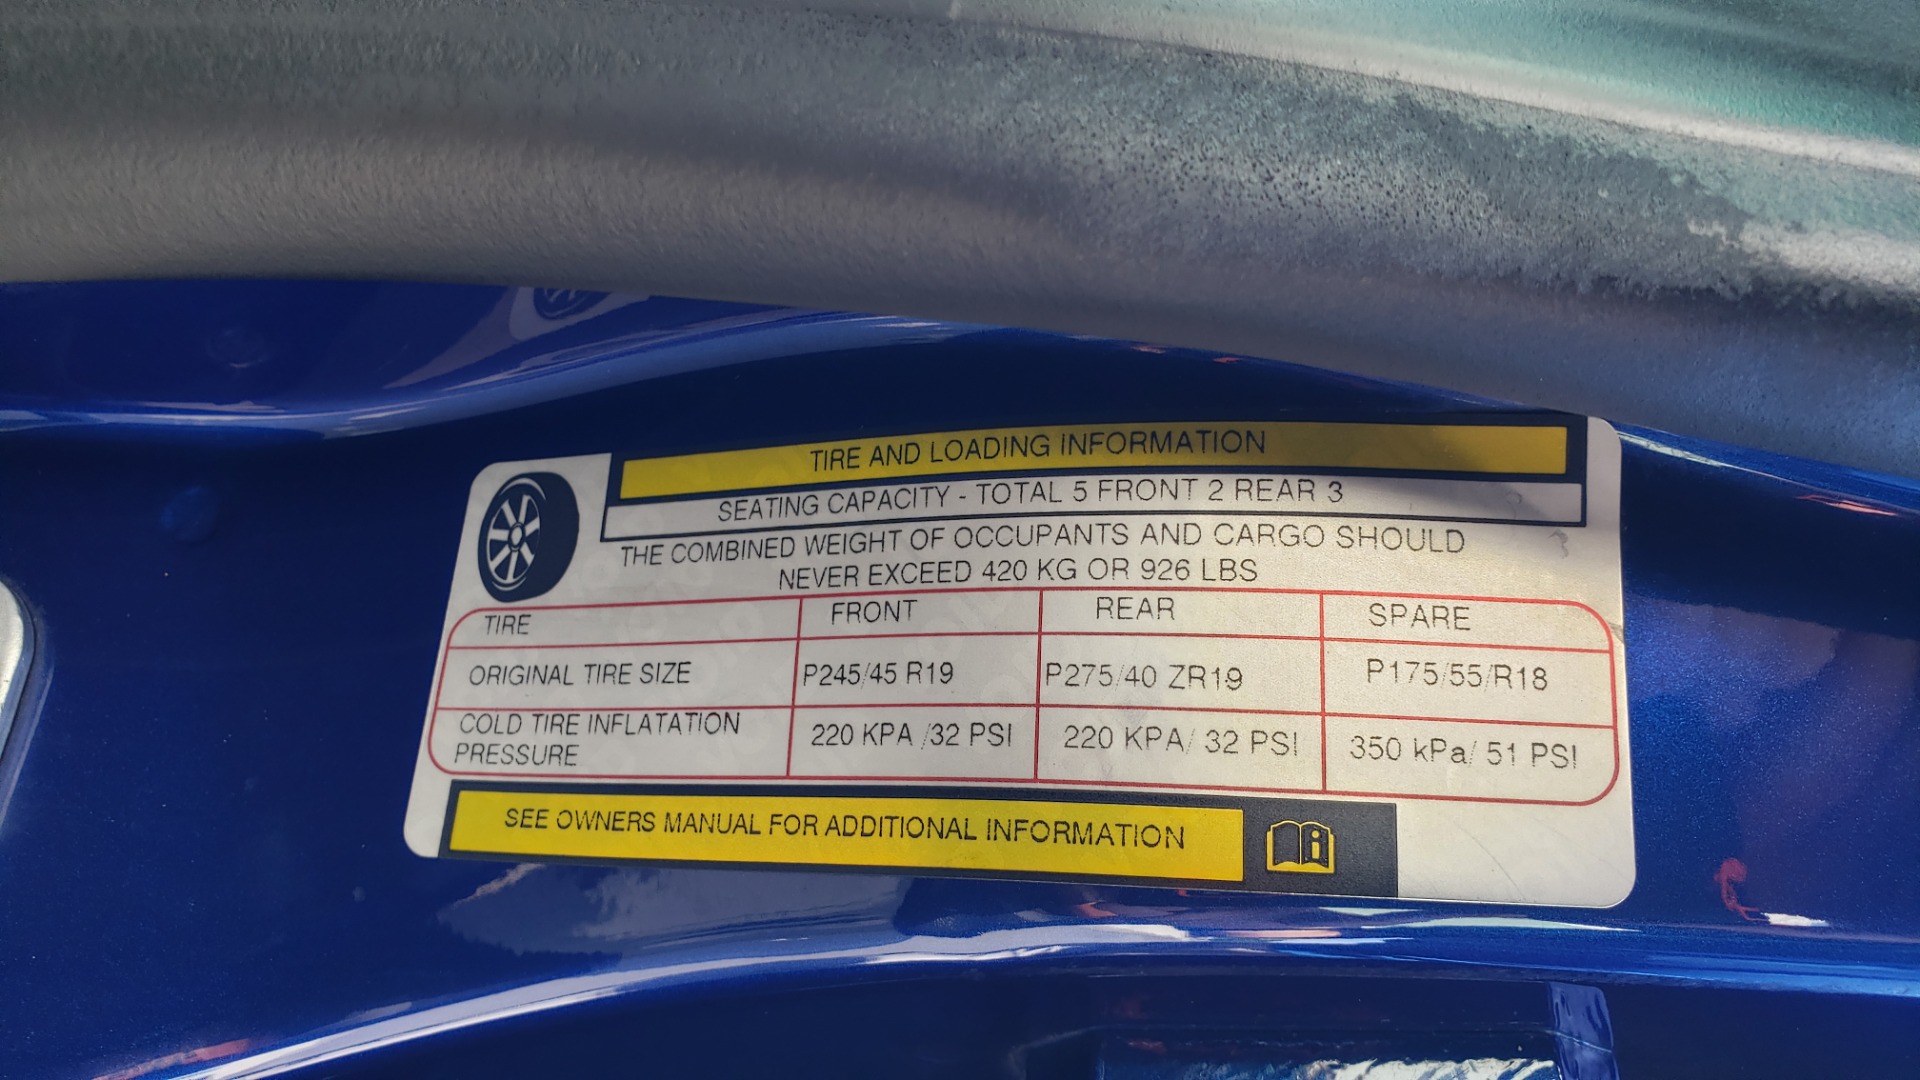 TIRE AND LOADING INFORMATION
SEATING CAPACITY - TOTAL 5 FRONT 2 REAR 3
THE COMBINED WEIGHT OF OCCUPANTS AND CARGO SHOULD
NEVER EXCEED 420 KG OR 926 LBS
TIRE FRONT REAR SPARE
ORIGINAL TIRE SIZE P245/45 R19 P275/40 ZR19 P175/55/R18
COLD TIRE INFLATATION
PRESSURE 220 KPA /32 PSI 220 KPA/ 32 PSI 350 kPa/ 51 PSI
SEE OWNERS MANUAL FOR ADDITIONAL INFORMATION